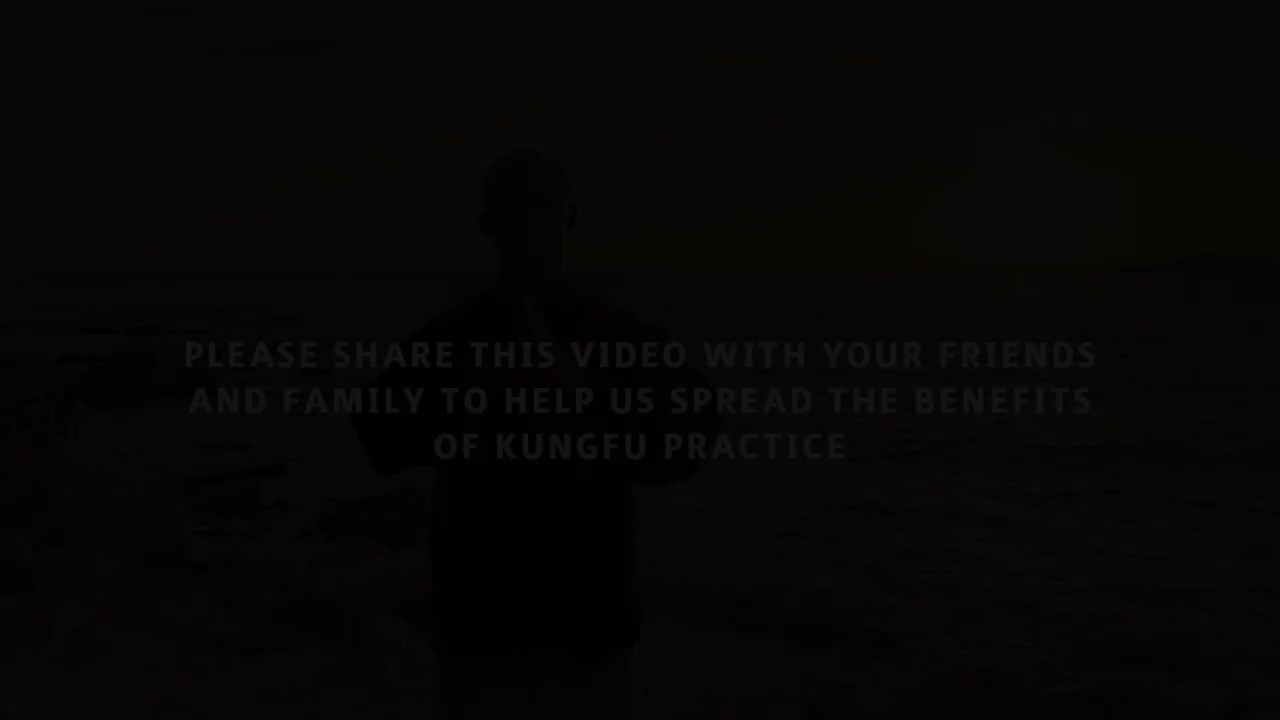 PLEASE SHARE THIS VIDEO WITH YOUR FRIENDS
AND FAMILY TO HELP US SPREAD THE BENEFITS
OF KUNGFU PRACTICE